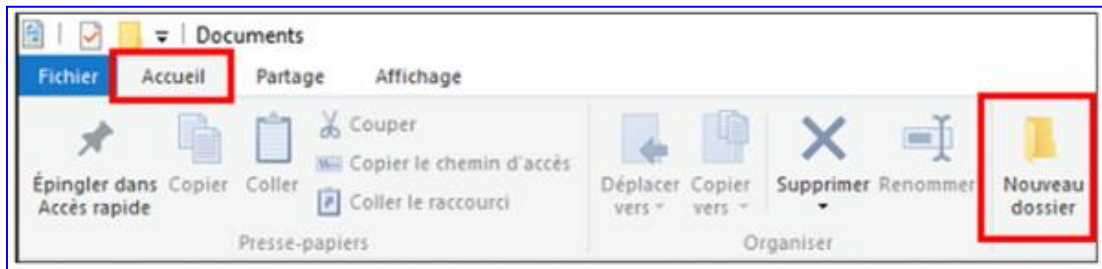 Documents
Fichier Accueil Partage Affichage
Épingler dans
Accès rapide
Copier
Coller
Couper
Copier le chemin d'accès
Coller le raccourci
Presse-papiers
Déplacer
vers
Copier
vers
Supprimer
Renommer
Organiser
Nouveau
dossier